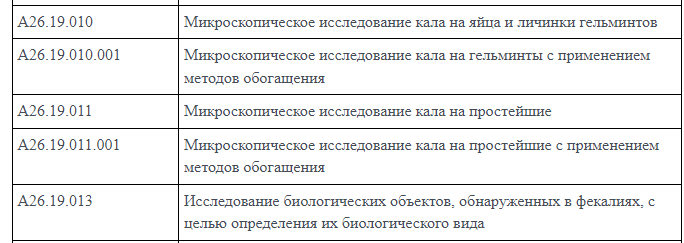 A26.19.010 Микроскопическое исследование кала на яйца и личинки гельминтов
A26.19.010.001 Микроскопическое исследование кала на гельминты с применением
методов обогащения
A26.19.011 Микроскопическое исследование кала на простейшие
A26.19.011.001 Микроскопическое исследование кала на простейшие с применением
методов обогащения
A26.19.013 Исследование биологических объектов, обнаруженных в фекалиях, с
целью определения их биологического вида